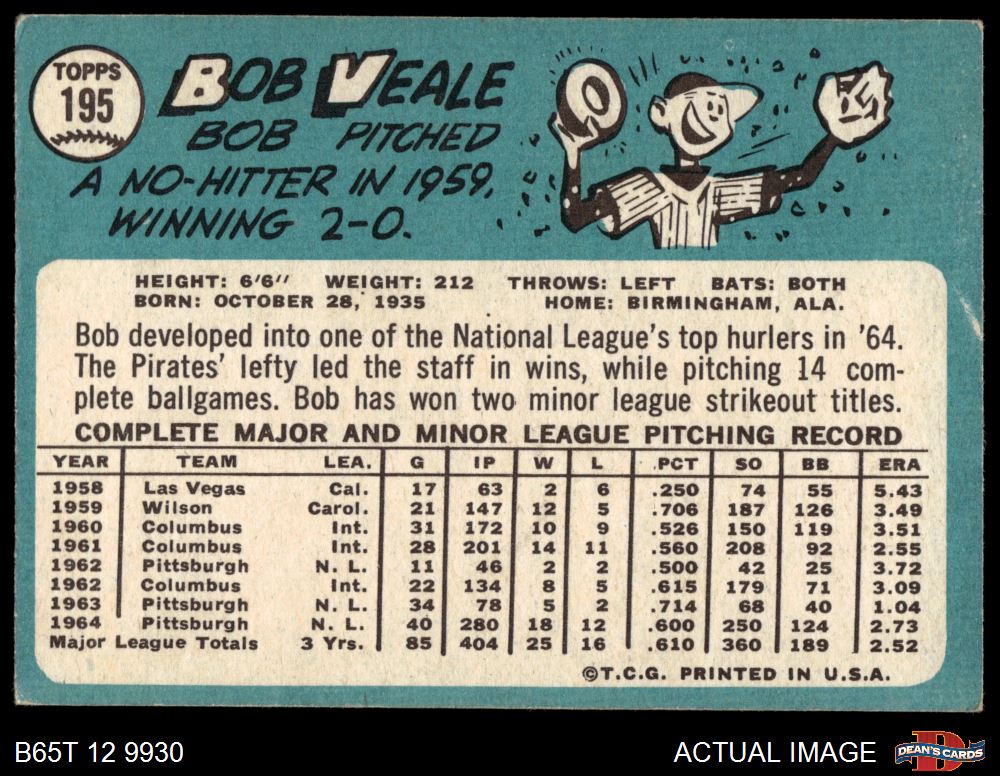 TOPPS
195
BOB VEALE
BOB PITCHED
A NO-HITTER IN 1959,
WINNING 2-0.
HEIGHT: 6'6" WEIGHT: 212 THROWS: LEFT BATS: BOTH
BORN: OCTOBER 28, 1935 HOME: BIRMINGHAM, ALA.
Bob developed into one of the National League's top hurlers in '64.
The Pirates' lefty led the staff in wins, while pitching 14 com-
plete ballgames. Bob has won two minor league strikeout titles.
COMPLETE MAJOR AND MINOR LEAGUE PITCHING RECORD
YEAR TEAM LEA. G IP W L PCT SO BB ERA
1958 Las Vegas Cal. 17 63 2 6 .250 74 55 5.43
1959 Wilson Carol. 21 147 12 5 .706 187 126 3.49
1960 Columbus Int. 31 172 10 9 .526 150 119 3.51
1961 Columbus Int. 28 201 14 11 .560 208 92 2.55
1962 Pittsburgh N. L. 11 46 2 2 .500 42 25 3.72
1962 Columbus Int. 22 134 8 5 .615 179 71 3.09
1963 Pittsburgh N. L. 34 78 5 2 .714 68 40 1.04
1964 Pittsburgh N. L. 40 280 18 12 .600 250 124 2.73
Major League Totals 3 Yrs. 85 404 25 16 .610 360 189 2.52
©T.C.G. PRINTED IN U.S.A.
B65T 12 9930 ACTUAL IMAGE DEAN'S CARDS